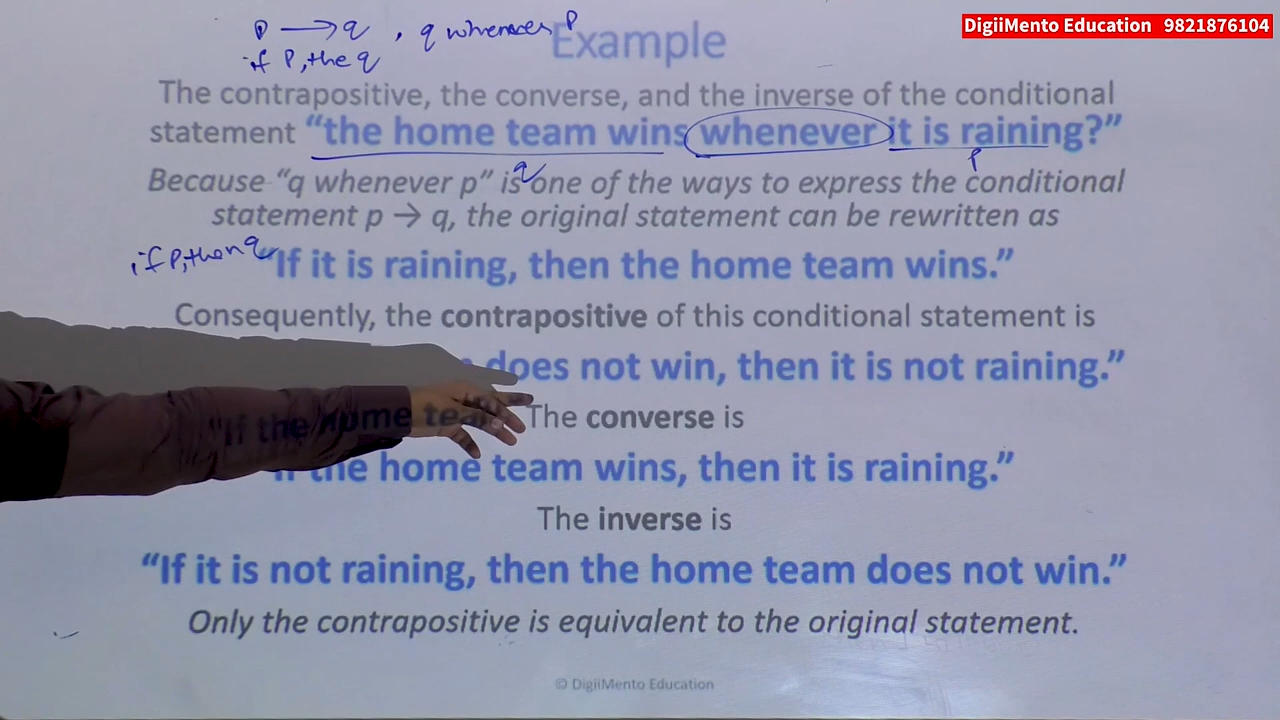 DigiiMento Education 9821876104
p → q , q whenever p
if P, the q
Example
The contrapositive, the converse, and the inverse of the conditional
statement “the home team wins whenever it is raining?”
q
p
Because “q whenever p” is one of the ways to express the conditional
statement p → q, the original statement can be rewritten as
if P, then q
“If it is raining, then the home team wins.”
Consequently, the contrapositive of this conditional statement is
“If the home team does not win, then it is not raining.”
The converse is
“If the home team wins, then it is raining.”
The inverse is
“If it is not raining, then the home team does not win.”
Only the contrapositive is equivalent to the original statement.
© DigiiMento Education